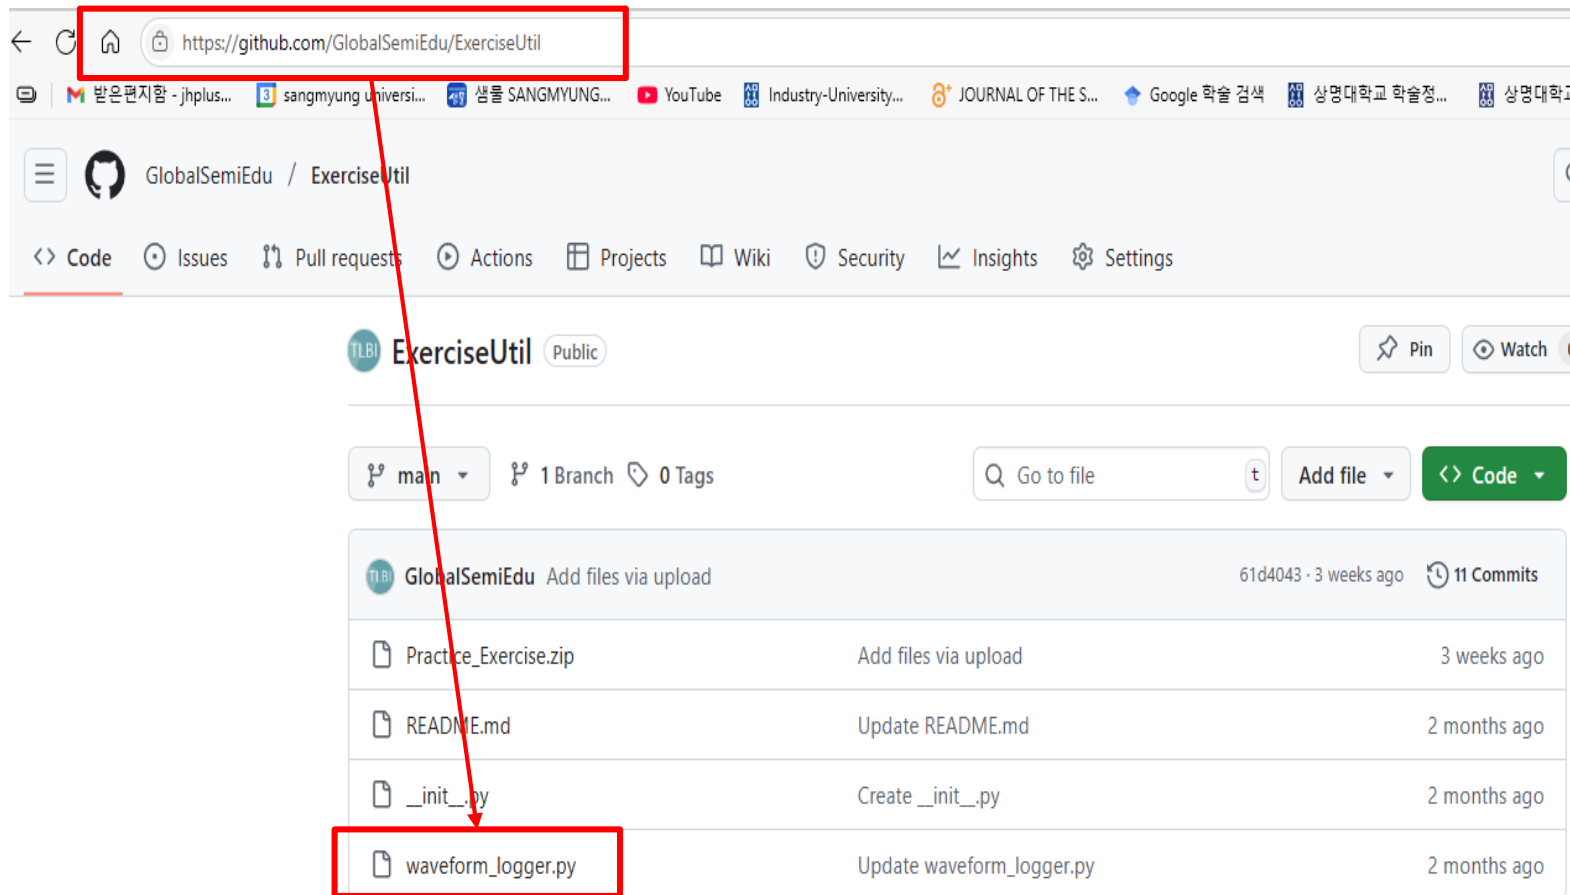 https://github.com/GlobalSemiEdu/ExerciseUtil
받은편지함 - jhplus... 3 sangmyung universi... 샘물 SANGMYUNG... YouTube Industry-University... JOURNAL OF THE S... Google 학술 검색 상명대학교 학술정... 상명대학교
GlobalSemiEdu / ExerciseUtil
Code Issues Pull requests Actions Projects Wiki Security Insights Settings
TLBI ExerciseUtil Public Pin Watch
main 1 Branch 0 Tags Go to file t Add file Code
TLBI GlobalSemiEdu Add files via upload 61d4043 · 3 weeks ago 11 Commits
Practice_Exercise.zip Add files via upload 3 weeks ago
README.md Update README.md 2 months ago
__init__.py Create __init__.py 2 months ago
waveform_logger.py Update waveform_logger.py 2 months ago